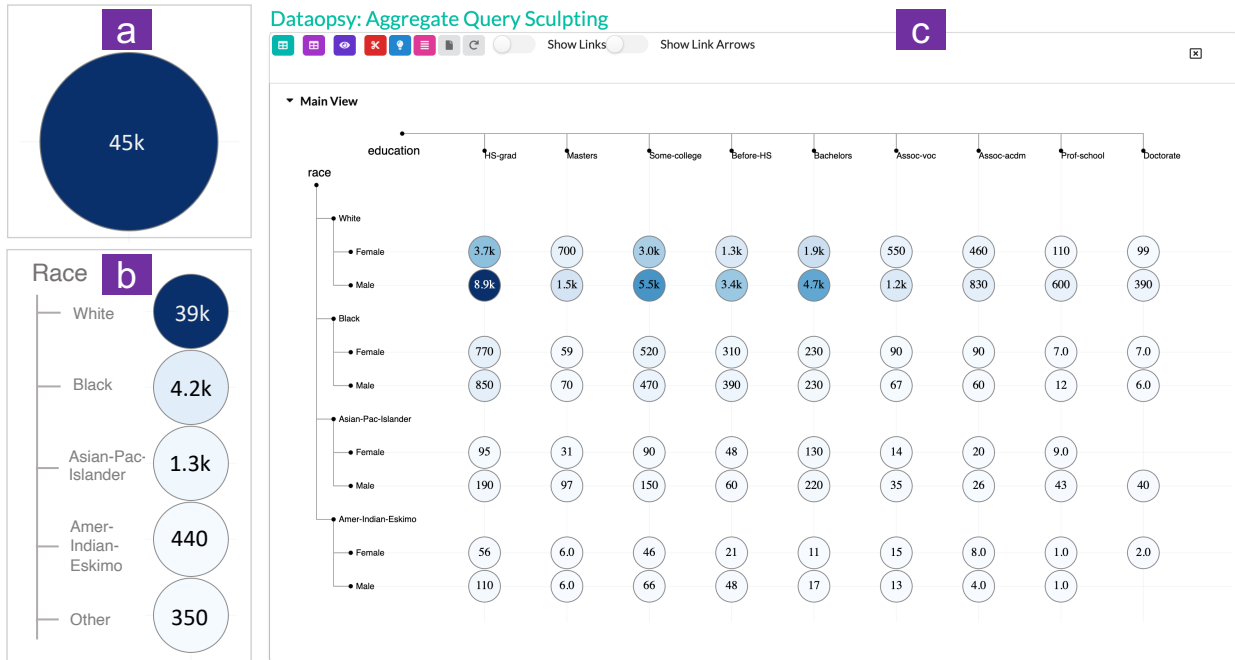 a
45k
Race
b
White
39k
Black
4.2k
Asian-Pac-
Islander
1.3k
Amer-
Indian-
Eskimo
440
Other
350
Dataopsy: Aggregate Query Sculpting
c
Show Links
Show Link Arrows
Main View
education
HS-grad Masters Some-college Before-HS Bachelors Assoc-voc Assoc-acdm Prof-school Doctorate
race
White
Female 3.7k 700 3.0k 1.3k 1.9k 550 460 110 99
Male 8.9k 1.5k 5.5k 3.4k 4.7k 1.2k 830 600 390
Black
Female 770 59 520 310 230 90 90 7.0 7.0
Male 850 70 470 390 230 67 60 12 6.0
Asian-Pac-Islander
Female 95 31 90 48 130 14 20 9.0
Male 190 97 150 60 220 35 26 43 40
Amer-Indian-Eskimo
Female 56 6.0 46 21 11 15 8.0 1.0 2.0
Male 110 6.0 66 48 17 13 4.0 1.0